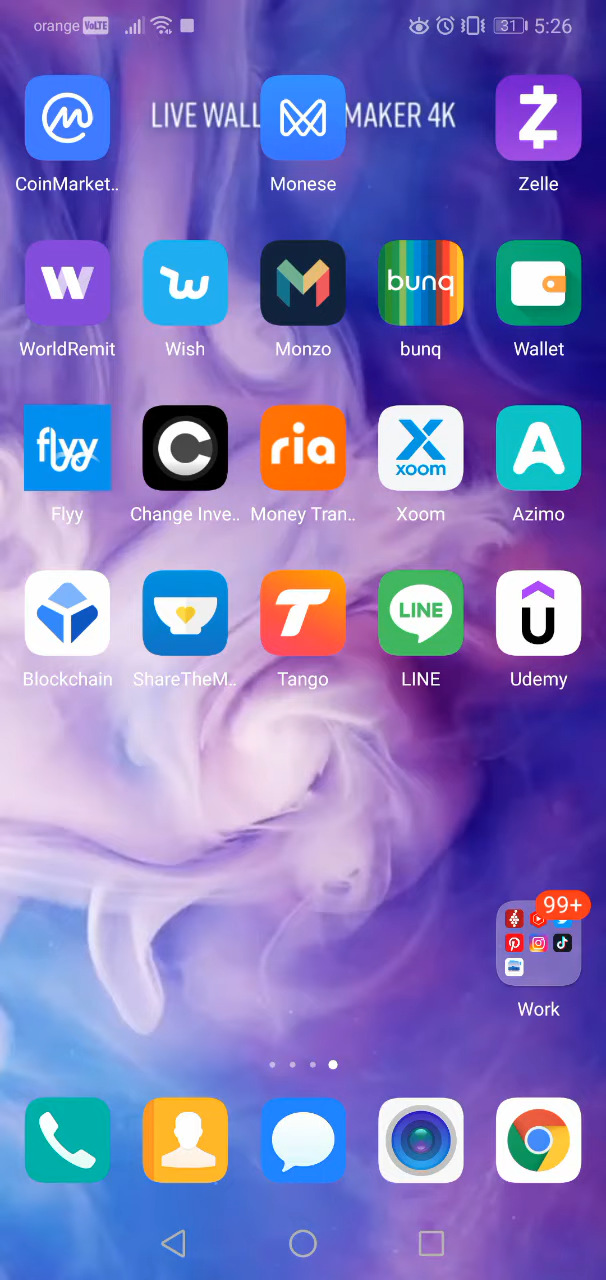 orange VoLTE 31 5:26
LIVE WALL MAKER 4K
CoinMarket.. Monese Zelle
W bunq
WorldRemit Wish Monzo bunq Wallet
flyy C ria xoom A
Flyy Change Inve.. Money Tran.. Xoom Azimo
T LINE U
Blockchain ShareTheM.. Tango LINE Udemy
99+
Work